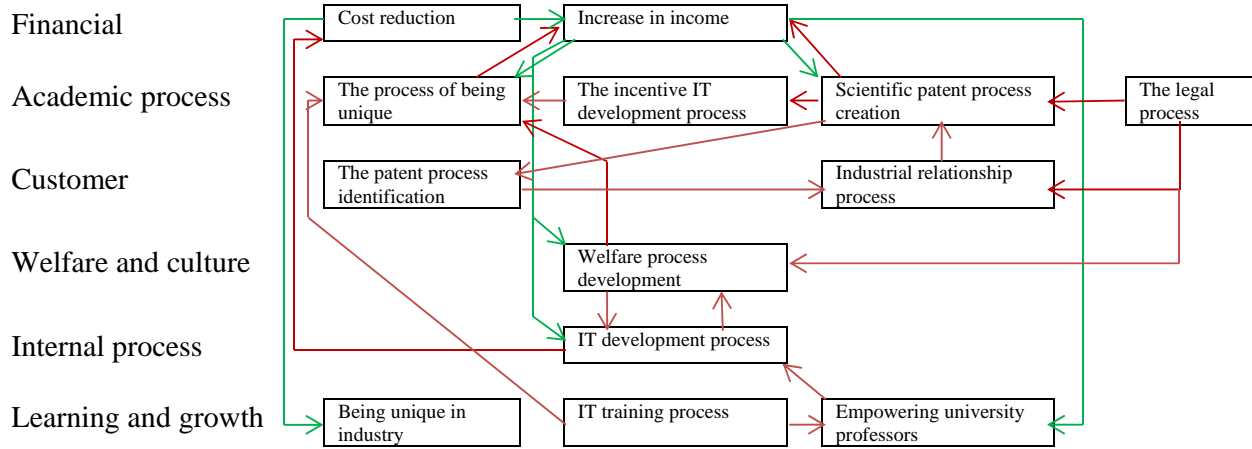 Financial
Cost reduction
Increase in income
Academic process
The process of being
unique
The incentive IT
development process
Scientific patent process
creation
The legal
process
Customer
The patent process
identification
Industrial relationship
process
Welfare and culture
Welfare process
development
Internal process
IT development process
Learning and growth
Being unique in
industry
IT training process
Empowering university
professors